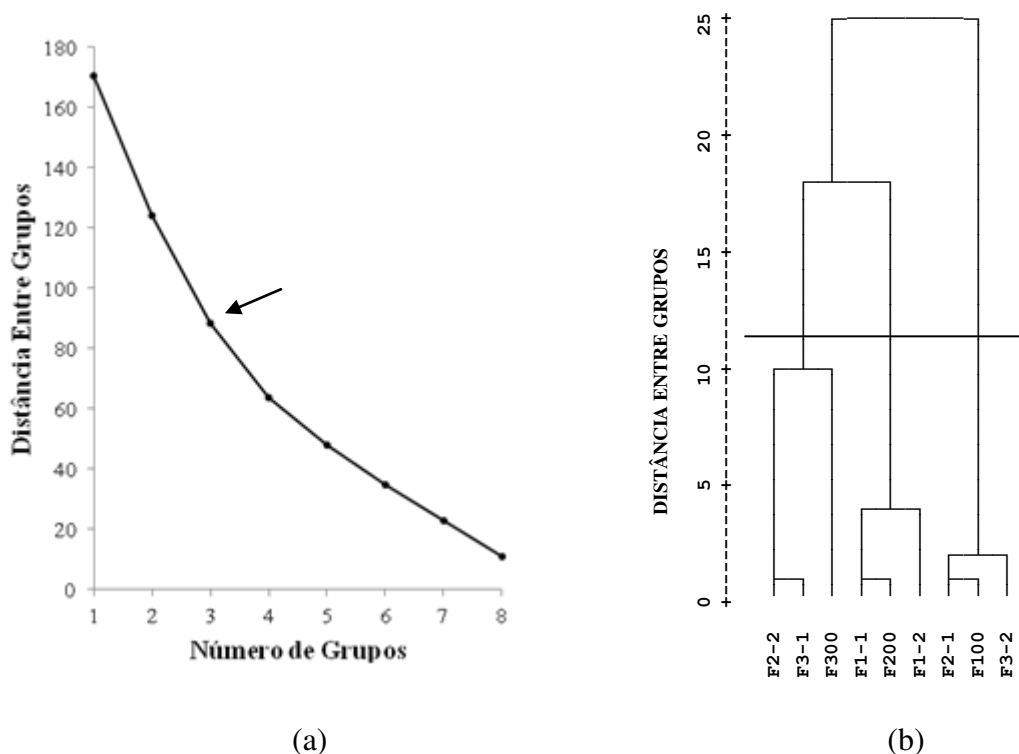 180
160
140
120
100
80
60
40
20
0
Distância Entre Grupos
1 2 3 4 5 6 7 8
Número de Grupos
(a)
25
20
15
10
5
0
DISTÂNCIA ENTRE GRUPOS
F2-2
F3-1
F300
F1-1
F200
F1-2
F2-1
F100
F3-2
(b)